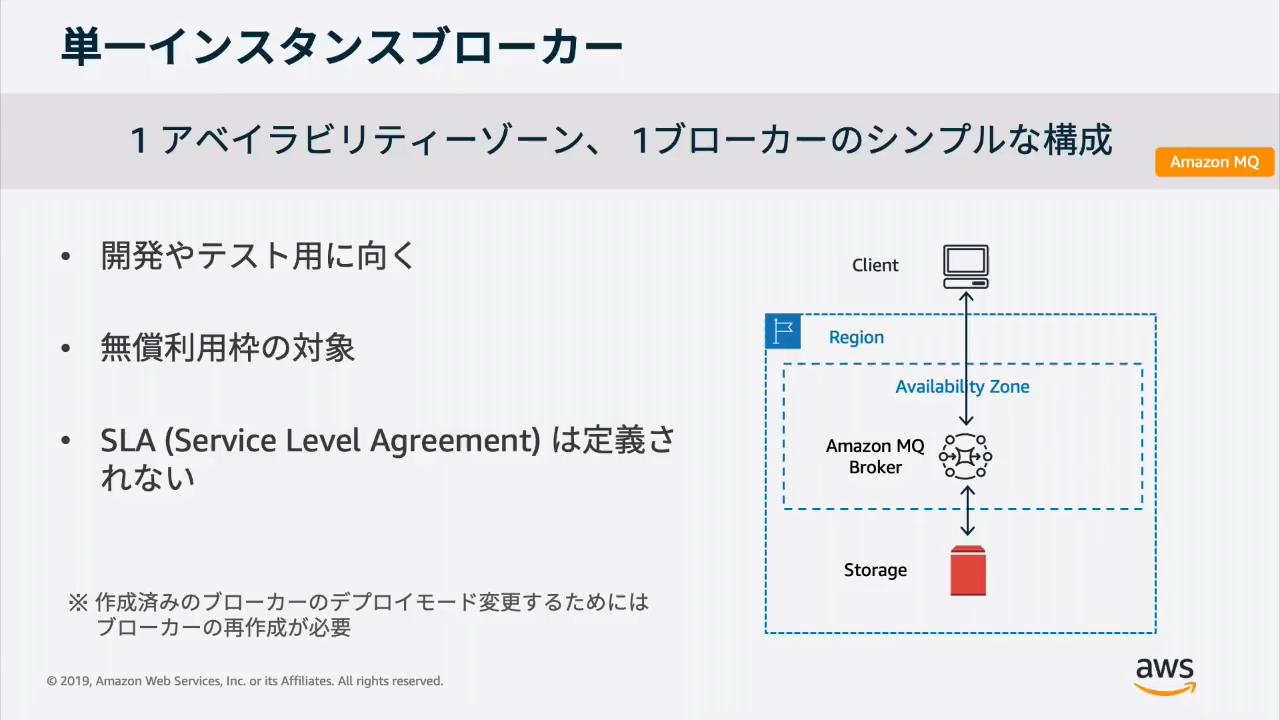 単一インスタンスブローカー
1 アベイラビリティーゾーン、 1ブローカーのシンプルな構成
Amazon MQ
• 開発やテスト用に向く
• 無償利用枠の対象
• SLA (Service Level Agreement) は定義さ
れない
※ 作成済みのブローカーのデプロイモード変更するためには
ブローカーの再作成が必要
Client
Region
Availability Zone
Amazon MQ
Broker
Storage
© 2019, Amazon Web Services, Inc. or its Affiliates. All rights reserved.
aws